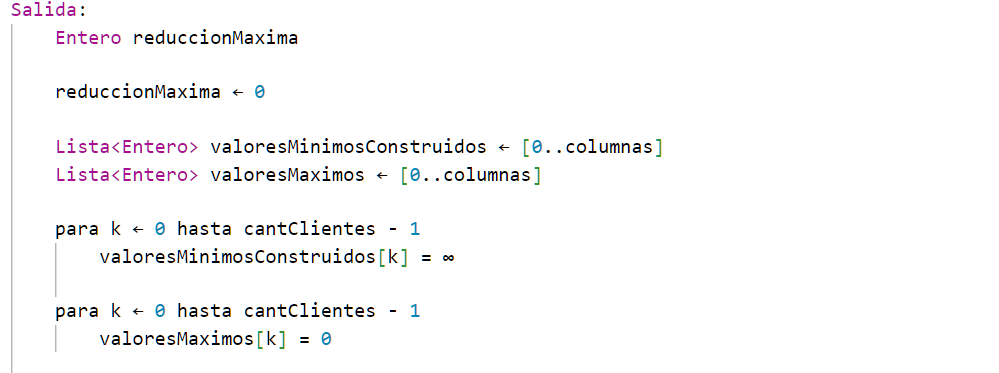 Salida:
Entero reduccionMaxima
reduccionMaxima ← 0
Lista<Entero> valoresMinimosConstruidos ← [0..columnas]
Lista<Entero> valoresMaximos ← [0..columnas]
para k ← 0 hasta cantClientes - 1
valoresMinimosConstruidos[k] = ∞
para k ← 0 hasta cantClientes - 1
valoresMaximos[k] = 0